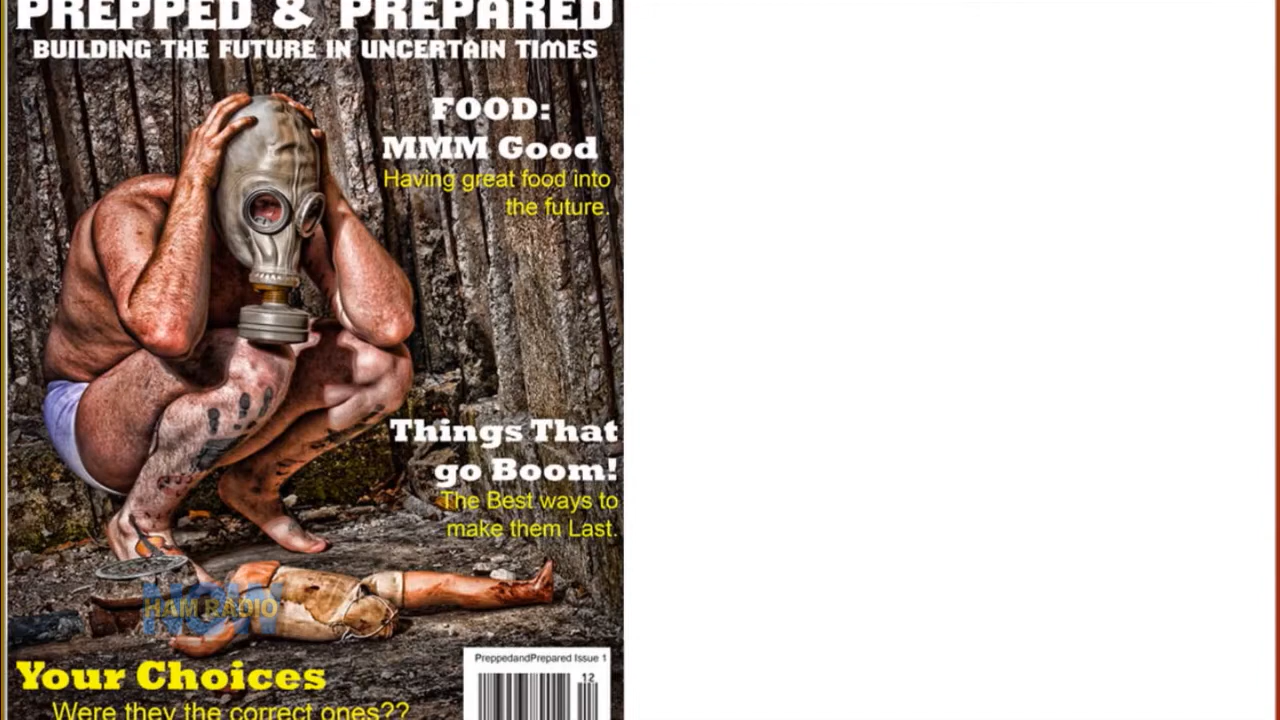 PREPPED & PREPARED
BUILDING THE FUTURE IN UNCERTAIN TIMES
FOOD:
MMM Good
Having great food into
the future.
Things That
go Boom!
The Best ways to
make them Last.
NOW
HAM RADIO
PreppedandPrepared Issue 1
12
Your Choices
Were they the correct ones??